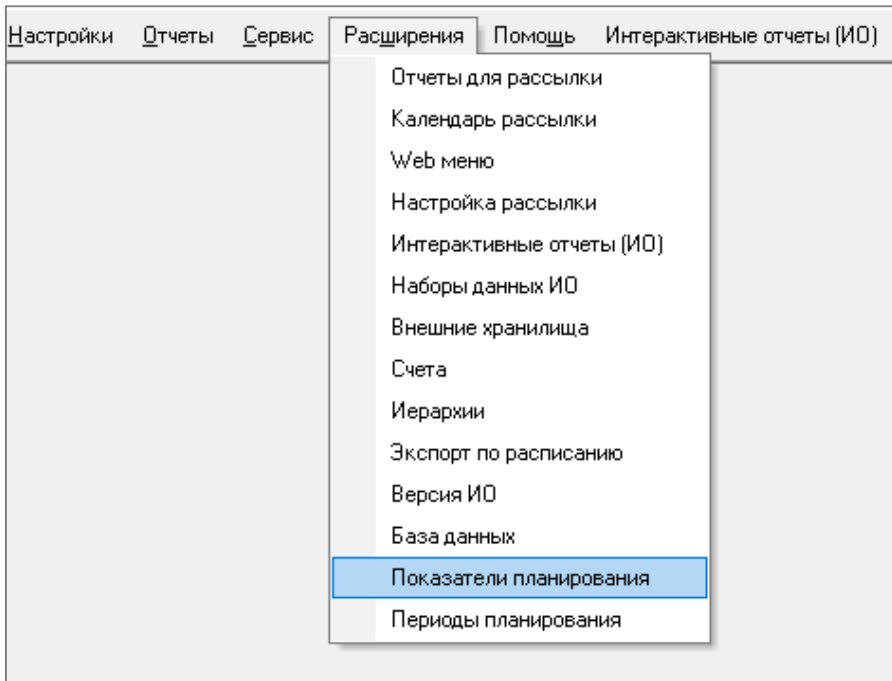 Настройки Отчеты Сервис Расширения Помощь Интерактивные отчеты (ИО)
Отчеты для рассылки
Календарь рассылки
Web меню
Настройка рассылки
Интерактивные отчеты (ИО)
Наборы данных ИО
Внешние хранилища
Счета
Иерархии
Экспорт по расписанию
Версия ИО
База данных
Показатели планирования
Периоды планирования